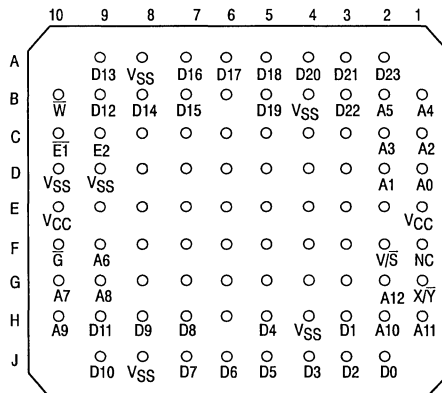 10 9 8 7 6 5 4 3 2 1
A
D13 VSS D16 D17 D18 D20 D21 D23
B
W̅ D12 D14 D15 D19 VSS D22 A5 A4
C
E̅1̅ E2 A3 A2
D
VSS VSS A1 A0
E
VCC VCC
F
G̅ A6 V/S̅ NC
G
A7 A8 A12 X/Y̅
H
A9 D11 D9 D8 D4 VSS D1 A10 A11
J
D10 VSS D7 D6 D5 D3 D2 D0